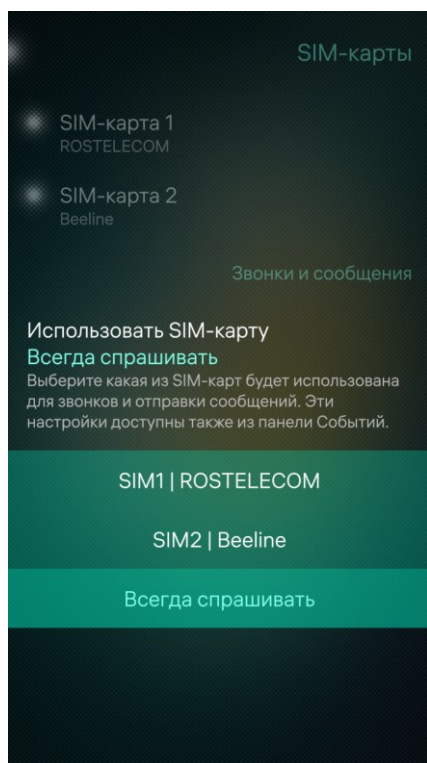 SIM-карты
SIM-карта 1
ROSTELECOM
SIM-карта 2
Beeline
Звонки и сообщения
Использовать SIM-карту
Всегда спрашивать
Выберите какая из SIM-карт будет использована
для звонков и отправки сообщений. Эти
настройки доступны также из панели Событий.
SIM1 | ROSTELECOM
SIM2 | Beeline
Всегда спрашивать